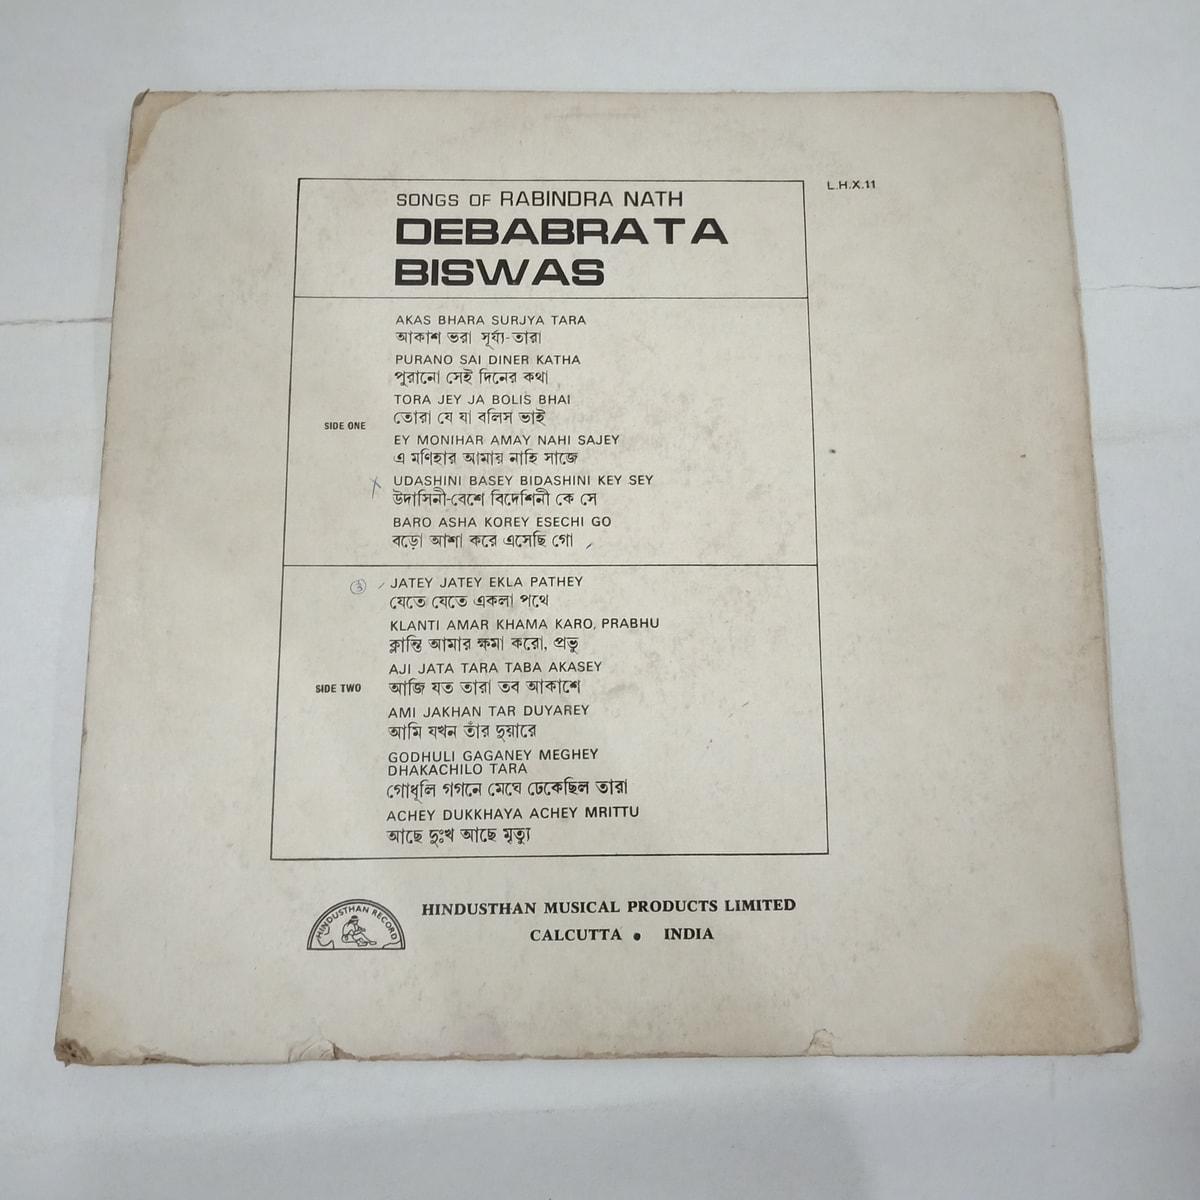 L.H.X.11
SONGS OF RABINDRA NATH
DEBABRATA
BISWAS
SIDE ONE
AKAS BHARA SURJYA TARA
আকাশ ভরা সূর্য্য-তারা
PURANO SAI DINER KATHA
পুরানো সেই দিনের কথা
TORA JEY JA BOLIS BHAI
তোরা যে যা বলিস ভাই
EY MONIHAR AMAY NAHI SAJEY
এ মণিহার আমায় নাহি সাজে
UDASHINI BASEY BIDASHINI KEY SEY
উদাসিনী-বেশে বিদেশিনী কে সে
BARO ASHA KOREY ESECHI GO
বড়ো আশা করে এসেছি গো
SIDE TWO
3
JATEY JATEY EKLA PATHEY
যেতে যেতে একলা পথে
KLANTI AMAR KHAMA KARO, PRABHU
ক্লান্তি আমার ক্ষমা করো, প্রভু
AJI JATA TARA TABA AKASEY
আজি যত তারা তব আকাশে
AMI JAKHAN TAR DUYAREY
আমি যখন তাঁর দুয়ারে
GODHULI GAGANEY MEGHEY
DHAKACHILO TARA
গোধূলি গগনে মেঘে ঢেকেছিল তারা
ACHEY DUKKHAYA ACHEY MRITTU
আছে দুঃখ আছে মৃত্যু
HINDUSTHAN RECORD
HINDUSTHAN MUSICAL PRODUCTS LIMITED
CALCUTTA • INDIA